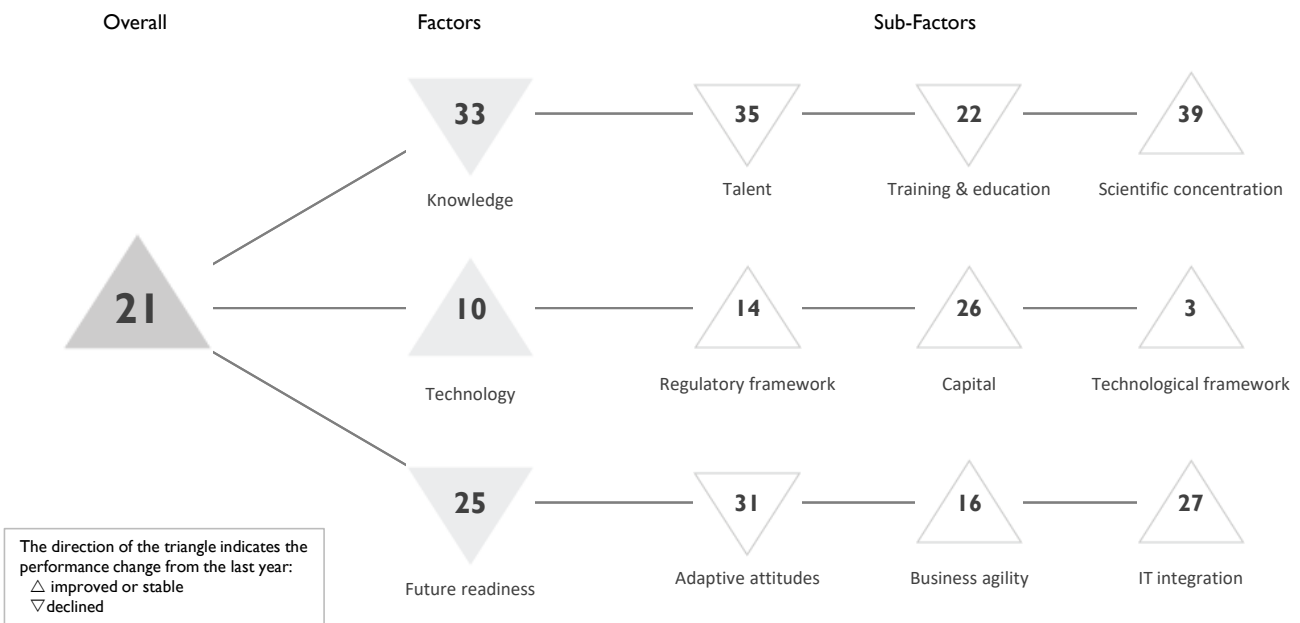 Overall
Factors
Sub-Factors
33
35
22
39
Knowledge
Talent
Training & education
Scientific concentration
21
10
14
26
3
Technology
Regulatory framework
Capital
Technological framework
25
31
16
27
Future readiness
Adaptive attitudes
Business agility
IT integration
The direction of the triangle indicates the
performance change from the last year:
△ improved or stable
▽ declined